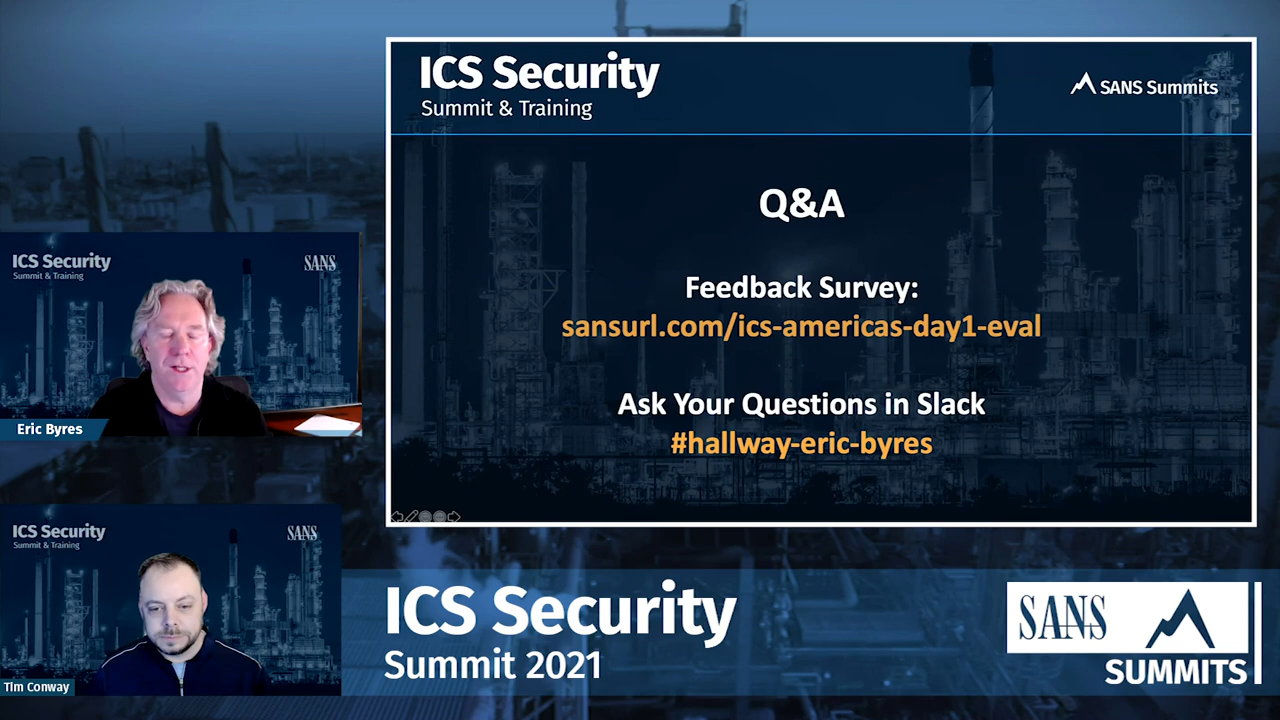 ICS Security
Summit & Training
SANS Summits
Q&A
Feedback Survey:
sansurl.com/ics-americas-day1-eval
Ask Your Questions in Slack
#hallway-eric-byres
ICS Security
Summit & Training
SANS
Eric Byres
ICS Security
Summit & Training
SANS
Tim Conway
ICS Security
Summit 2021
SANS
SUMMITS